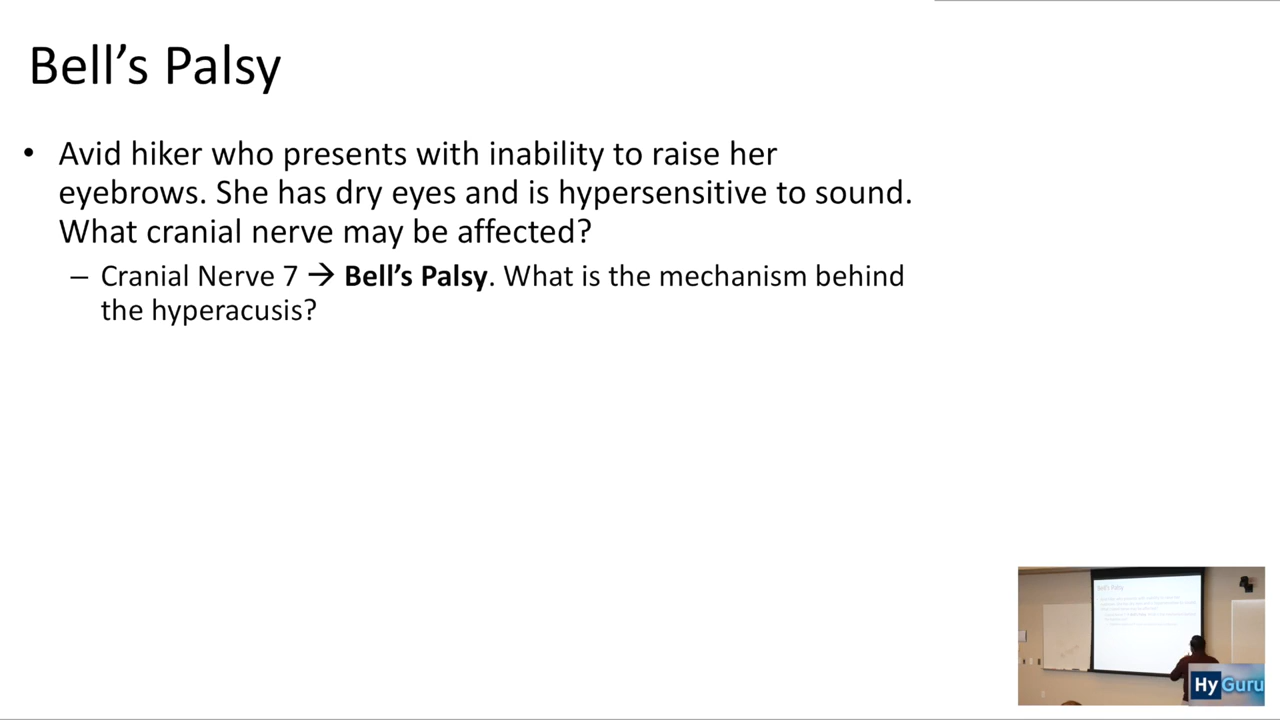 Bell’s Palsy
• Avid hiker who presents with inability to raise her
eyebrows. She has dry eyes and is hypersensitive to sound.
What cranial nerve may be affected?
– Cranial Nerve 7 → Bell’s Palsy. What is the mechanism behind
the hyperacusis?
Bell's Palsy
HyGuru